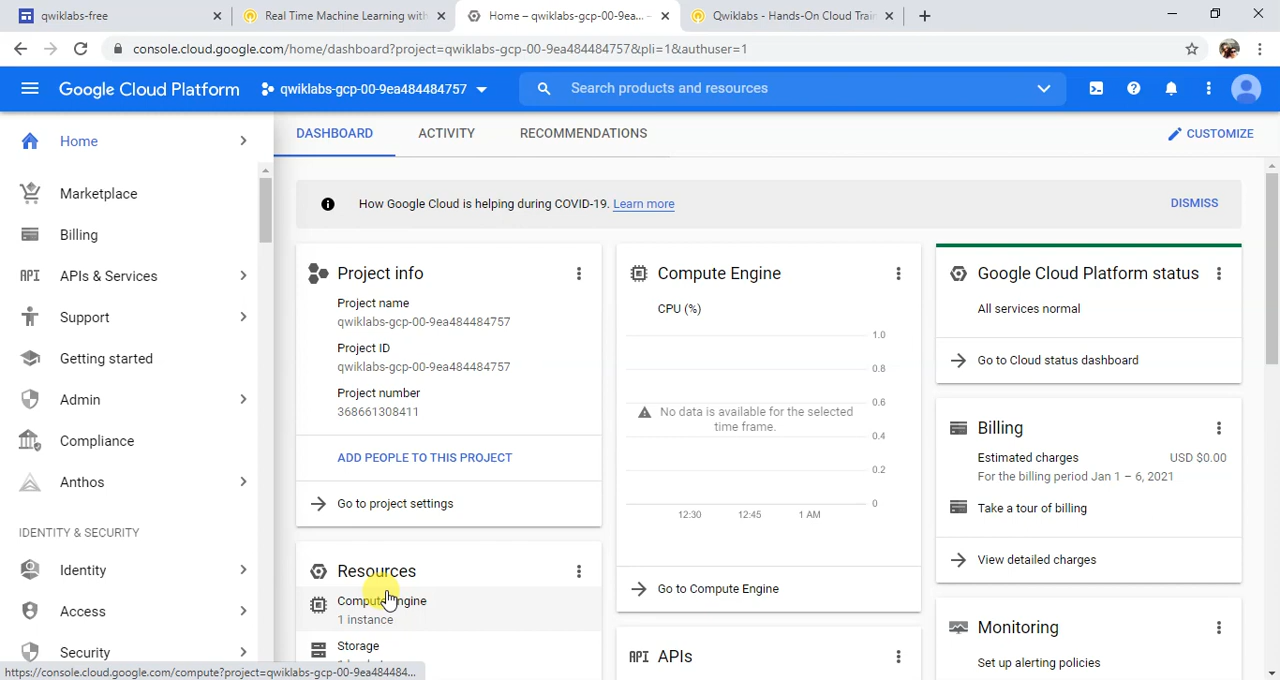 qwiklabs-free
Real Time Machine Learning with
Home – qwiklabs-gcp-00-9ea...
Qwiklabs - Hands-On Cloud Train
console.cloud.google.com/home/dashboard?project=qwiklabs-gcp-00-9ea484484757&pli=1&authuser=1
Google Cloud Platform
qwiklabs-gcp-00-9ea484484757
Search products and resources
Home
Marketplace
Billing
API APIs & Services
Support
Getting started
Admin
Compliance
Anthos
IDENTITY & SECURITY
Identity
Access
Security
DASHBOARD
ACTIVITY
RECOMMENDATIONS
CUSTOMIZE
How Google Cloud is helping during COVID-19. Learn more
DISMISS
Project info
Project name
qwiklabs-gcp-00-9ea484484757
Project ID
qwiklabs-gcp-00-9ea484484757
Project number
368661308411
ADD PEOPLE TO THIS PROJECT
Go to project settings
Resources
Compute Engine
1 instance
Storage
Compute Engine
CPU (%)
1.0
0.8
0.6
0.4
0.2
0
No data is available for the selected
time frame.
12:30 12:45 1 AM
Go to Compute Engine
API APIs
Google Cloud Platform status
All services normal
Go to Cloud status dashboard
Billing
Estimated charges USD $0.00
For the billing period Jan 1 – 6, 2021
Take a tour of billing
View detailed charges
Monitoring
Set up alerting policies
https://console.cloud.google.com/compute?project=qwiklabs-gcp-00-9ea484484...